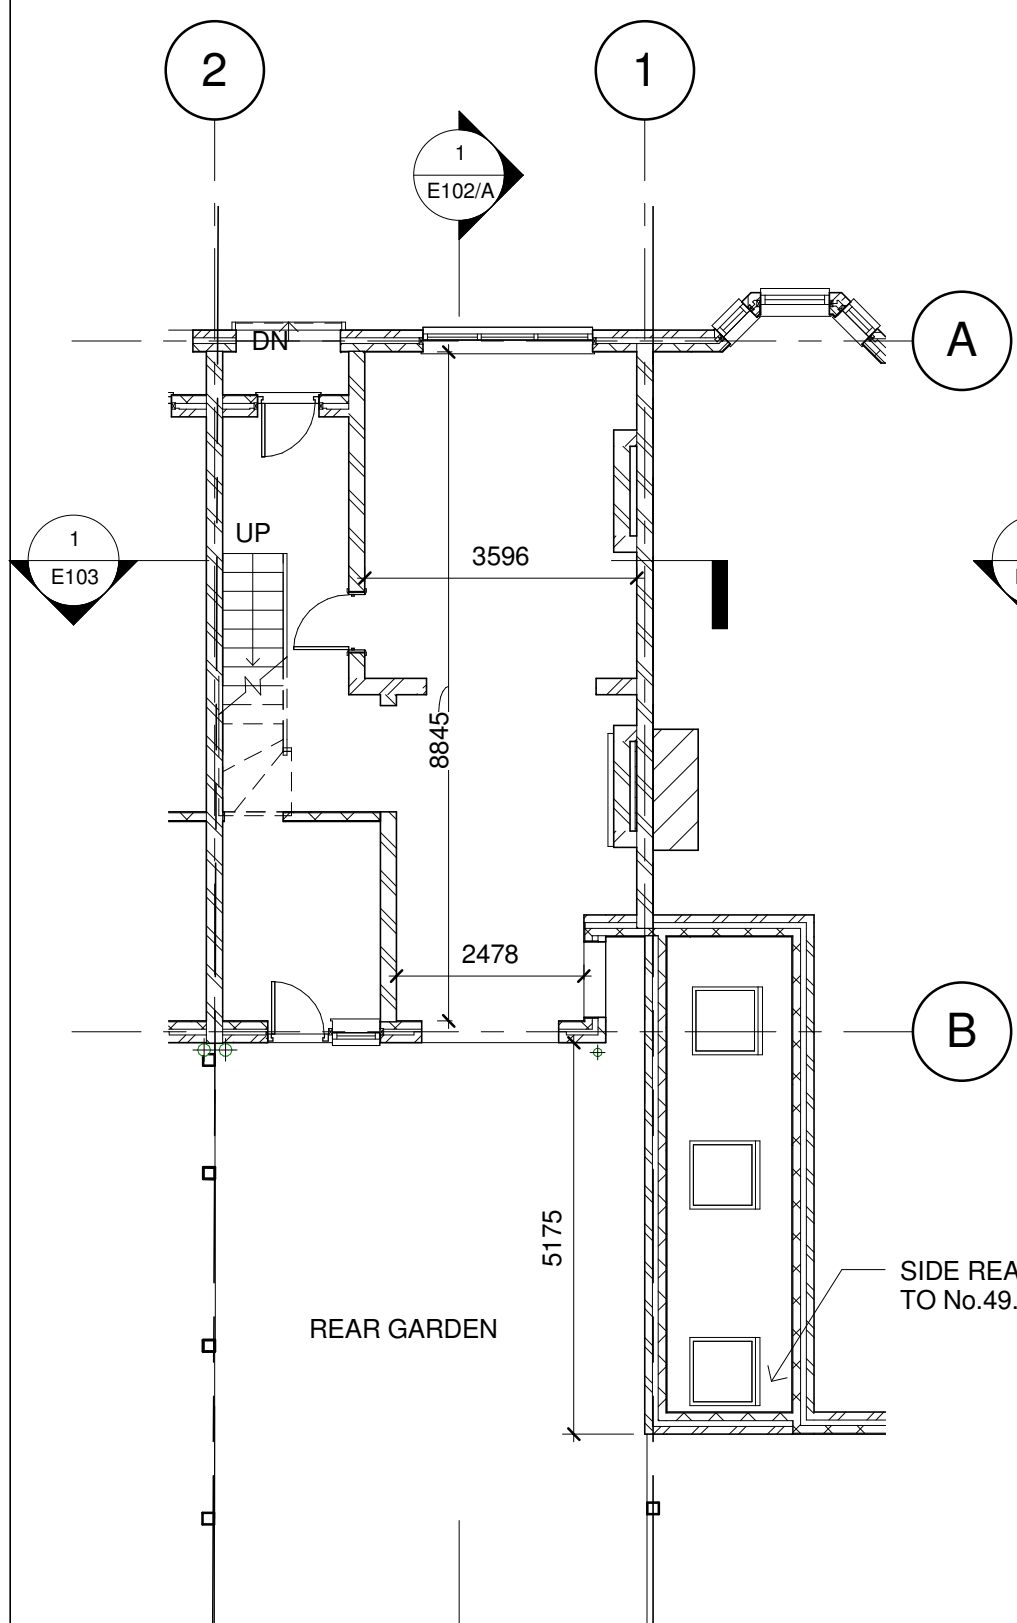 2
1
1
E102/A
DN
A
UP
1
E103
3596
8845
2478
B
5175
SIDE REA
TO No.49.
REAR GARDEN